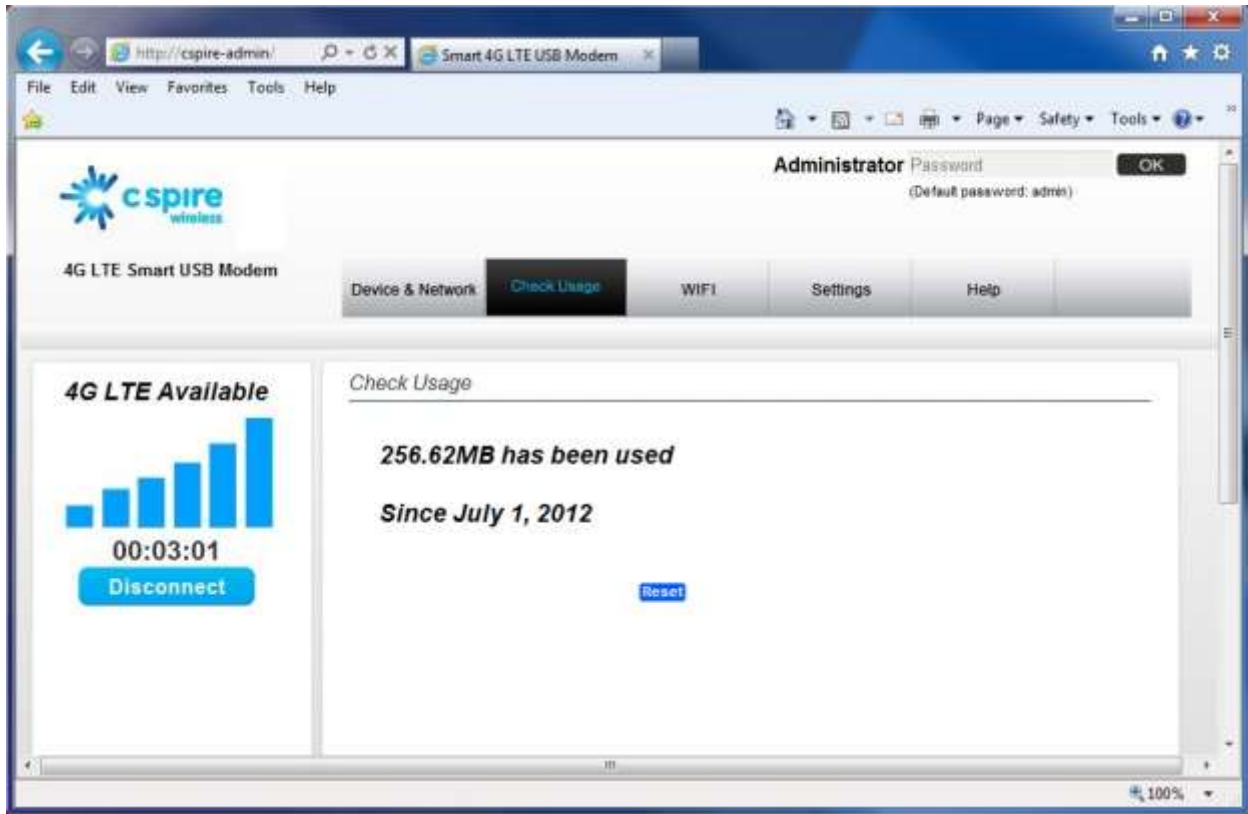 http://cspire-admin/
Smart 4G LTE USB Modem
File Edit View Favorites Tools Help
Page Safety Tools
c spire
wireless
Administrator Password OK
(Default password: admin)
4G LTE Smart USB Modem
Device & Network Check Usage WIFI Settings Help
4G LTE Available
00:03:01
Disconnect
Check Usage
256.62MB has been used
Since July 1, 2012
Reset
100%